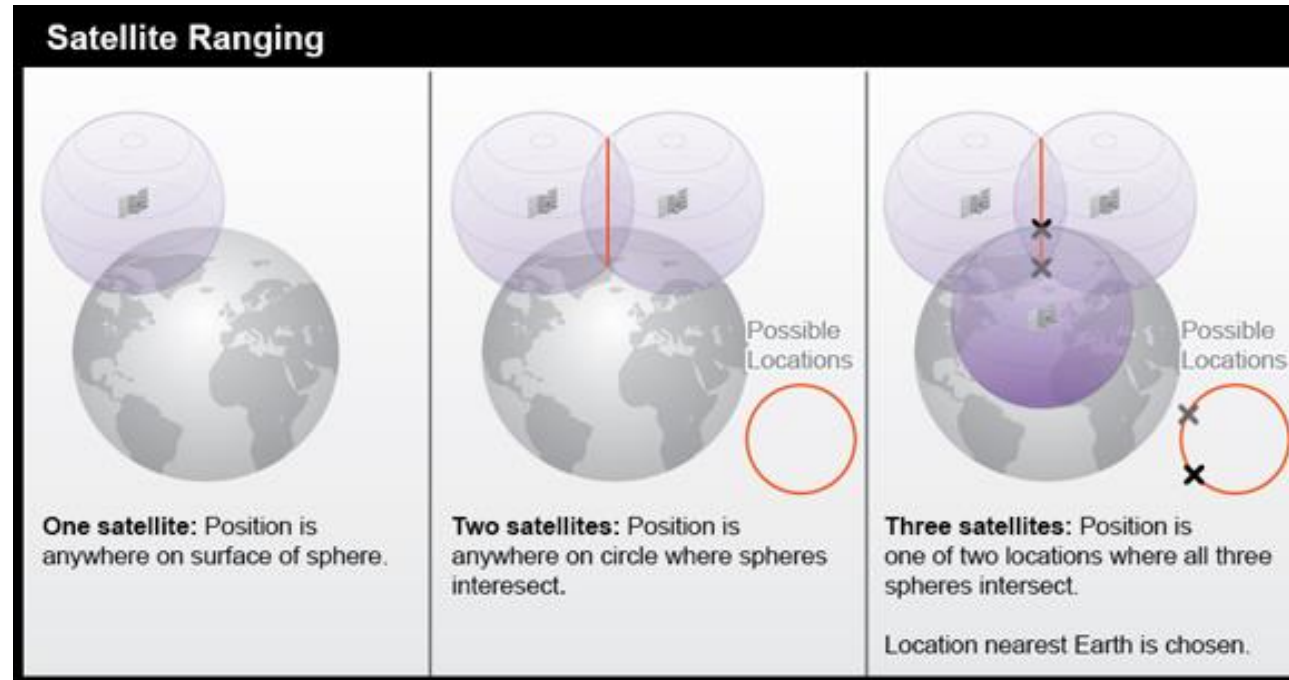 Satellite Ranging
One satellite: Position is
anywhere on surface of sphere.
Possible
Locations
Two satellites: Position is
anywhere on circle where spheres
interesect.
Possible
Locations
Three satellites: Position is
one of two locations where all three
spheres intersect.
Location nearest Earth is chosen.